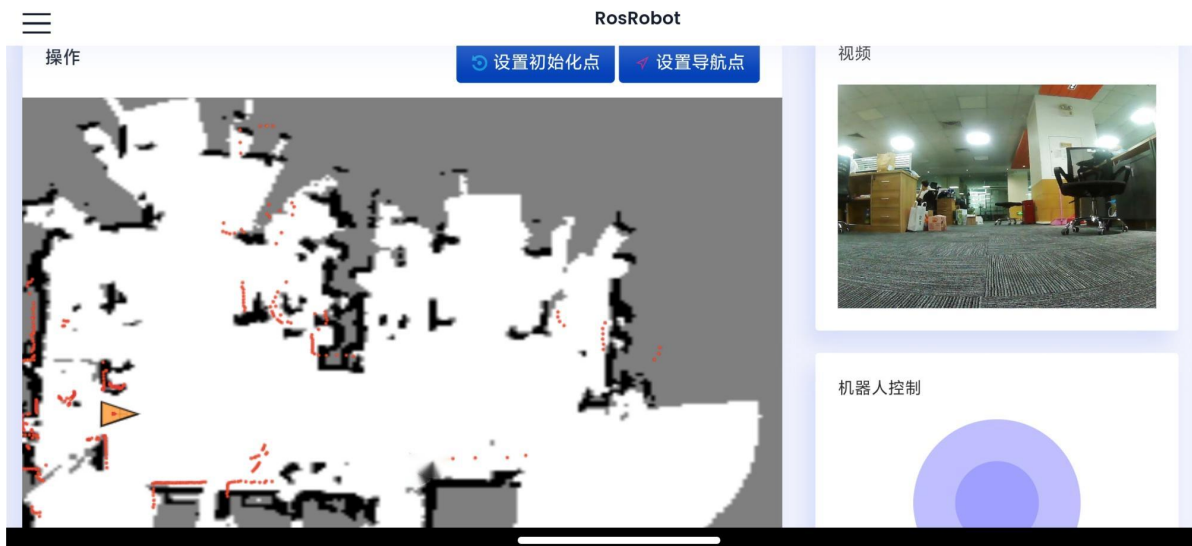 RosRobot
操作
设置初始化点
设置导航点
视频
机器人控制